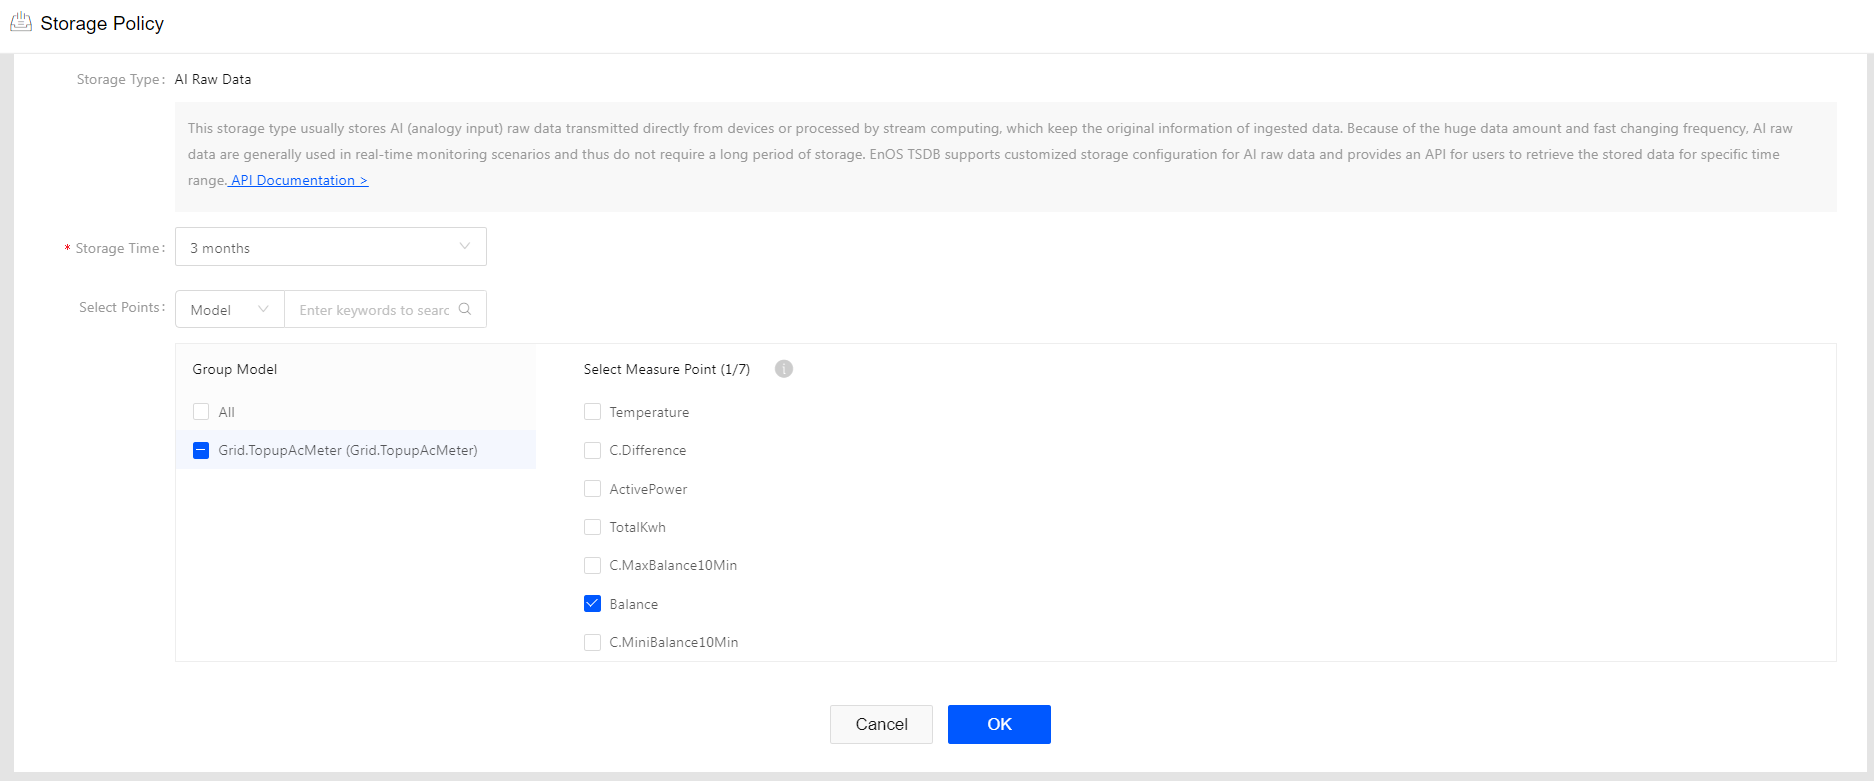 Storage Policy
Storage Type: AI Raw Data
This storage type usually stores AI (analogy input) raw data transmitted directly from devices or processed by stream computing, which keep the original information of ingested data. Because of the huge data amount and fast changing frequency, AI raw
data are generally used in real-time monitoring scenarios and thus do not require a long period of storage. EnOS TSDB supports customized storage configuration for AI raw data and provides an API for users to retrieve the stored data for specific time
range. API Documentation >
* Storage Time: 3 months
Select Points: Model Enter keywords to searc
Group Model
All
Grid.TopupAcMeter (Grid.TopupAcMeter)
Select Measure Point (1/7)
Temperature
C.Difference
ActivePower
TotalKwh
C.MaxBalance10Min
Balance
C.MiniBalance10Min
Cancel OK